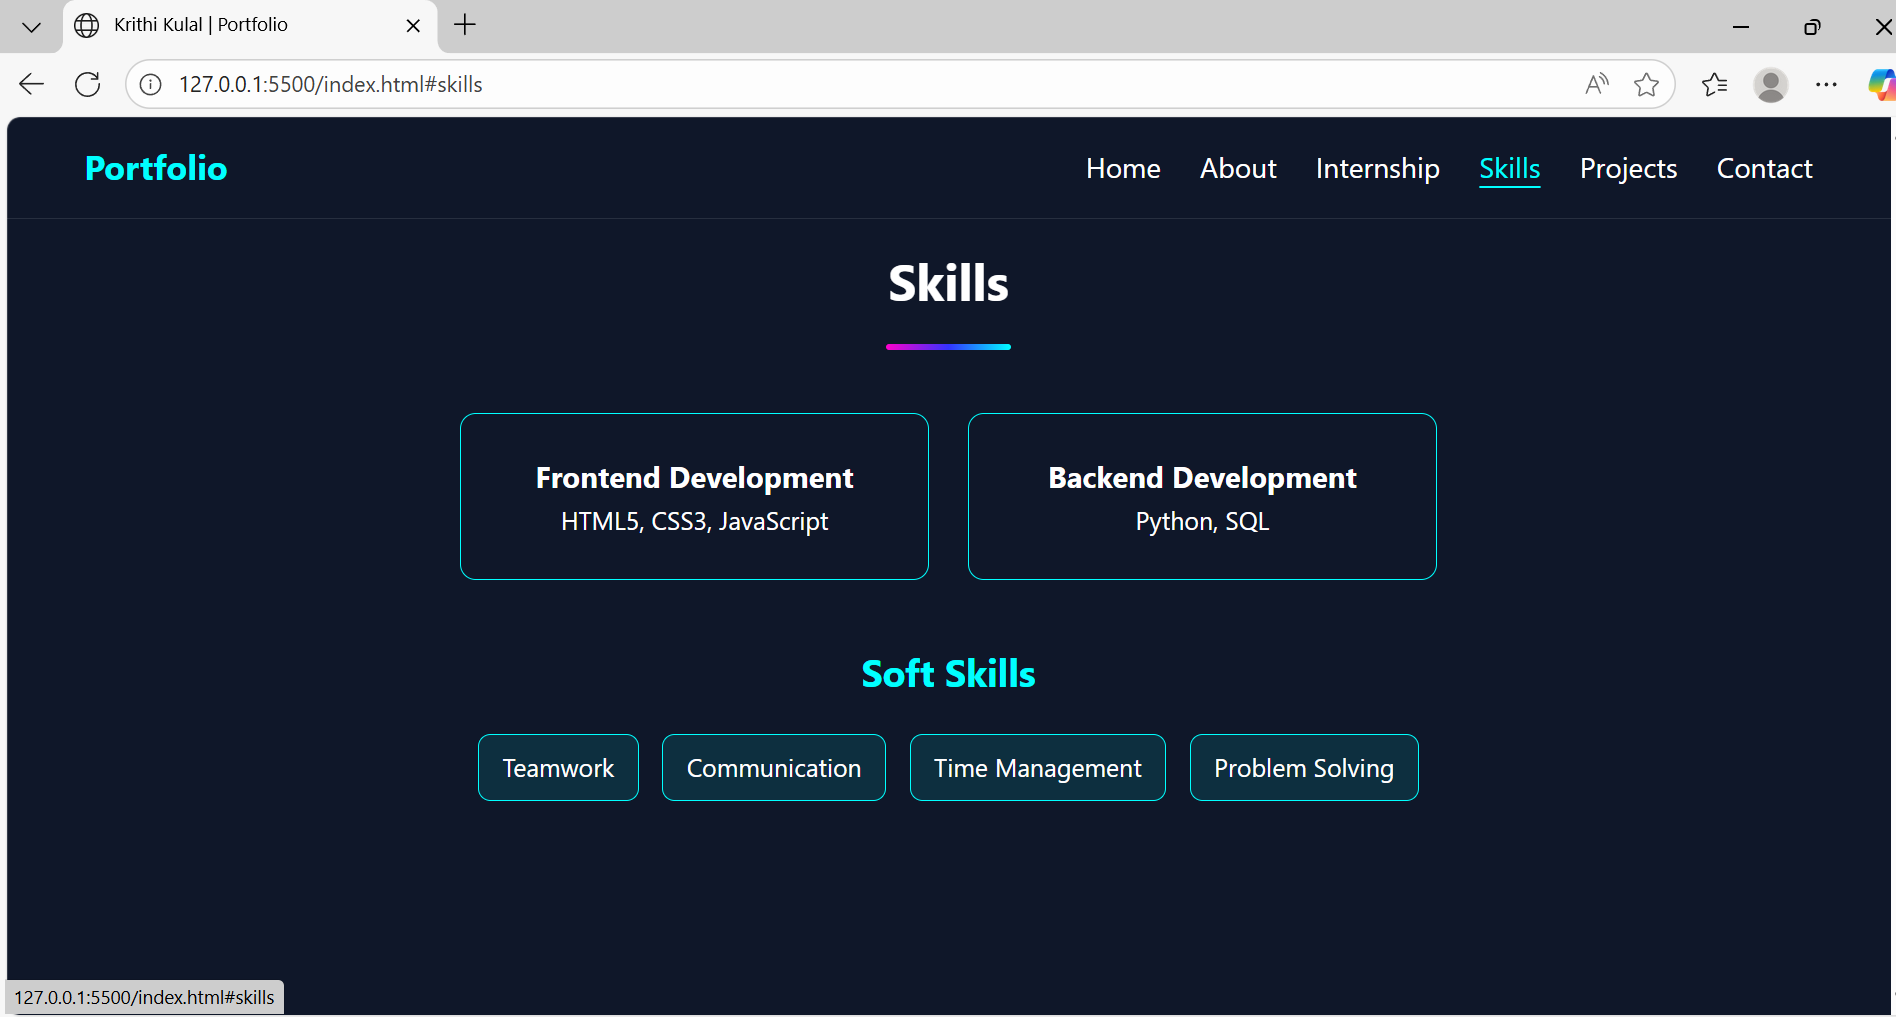 Krithi Kulal | Portfolio
127.0.0.1:5500/index.html#skills
Portfolio Home About Internship Skills Projects Contact
Skills
Frontend Development
HTML5, CSS3, JavaScript
Backend Development
Python, SQL
Soft Skills
Teamwork Communication Time Management Problem Solving
127.0.0.1:5500/index.html#skills